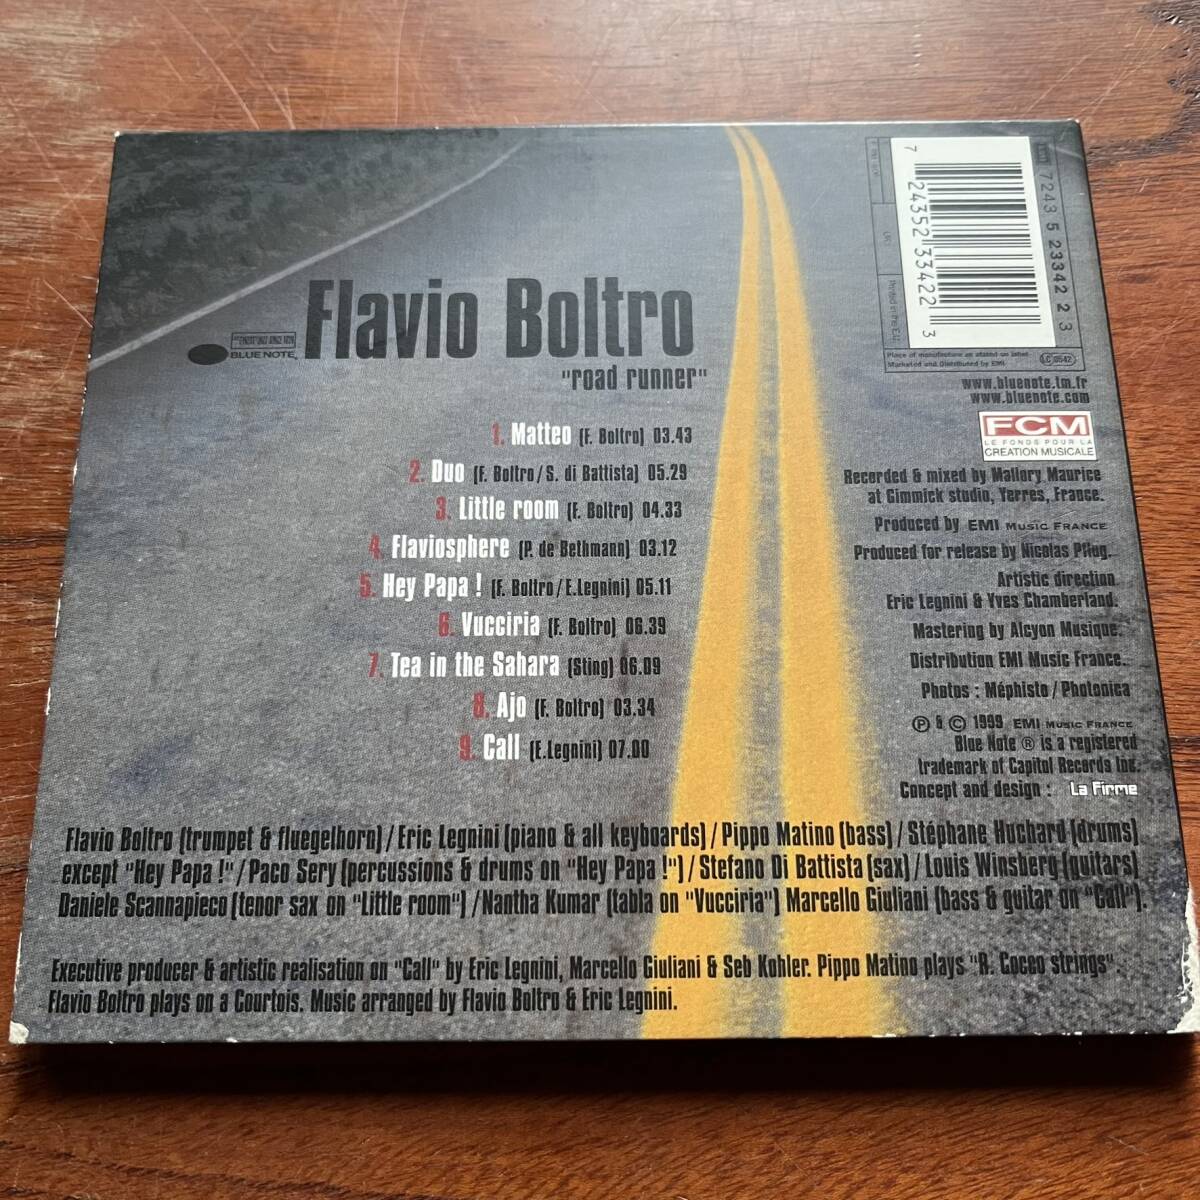 Flavio Boltro
BLUE NOTE
"road runner"
1. Matteo (F. Boltro) 03.43
2. Duo (F. Boltro/S. di Battista) 05.29
3. Little room (F. Boltro) 04.33
4. Flaviosphere (P. de Bethmann) 03.12
5. Hey Papa ! (F. Boltro/E.Legnini) 05.11
6. Vucciria (F. Boltro) 06.39
7. Tea in the Sahara (Sting) 06.09
8. Ajo (F. Boltro) 03.34
9. Call (E.Legnini) 07.00
7 24352 33422 3
7243 5 23342 2 3
Printed in the E.U.
Place of manufacture as stated on label
Marketed and Distributed by EMI
LC 0542
www.bluenote.tm.fr
www.bluenote.com
FCM
LE FONDS POUR LA
CREATION MUSICALE
Recorded & mixed by Mallory Maurice
at Gimmick studio, Yerres, France.
Produced by EMI MUSIC FRANCE
Produced for release by Nicolas Pflug.
Artistic direction
Eric Legnini & Yves Chamberland.
Mastering by Alcyon Musique.
Distribution EMI Music France.
Photos : Méphisto / Photonica
℗ & © 1999 EMI MUSIC FRANCE
Blue Note ® is a registered
trademark of Capitol Records Inc.
Concept and design : La Firme
Flavio Boltro (trumpet & fluegelhorn) / Eric Legnini (piano & all keyboards) / Pippo Matino (bass) / Stéphane Huchard (drums)
except "Hey Papa !" / Paco Sery (percussions & drums on "Hey Papa !") / Stefano Di Battista (sax) / Louis Winsberg (guitars)
Daniele Scannapieco (tenor sax on "Little room") / Nantha Kumar (tabla on "Vucciria") Marcello Giuliani (bass & guitar on "Call").
Executive producer & artistic realisation on "Call" by Eric Legnini, Marcello Giuliani & Seb Kohler. Pippo Matino plays "R. Cocco strings".
Flavio Boltro plays on a Courtois. Music arranged by Flavio Boltro & Eric Legnini.